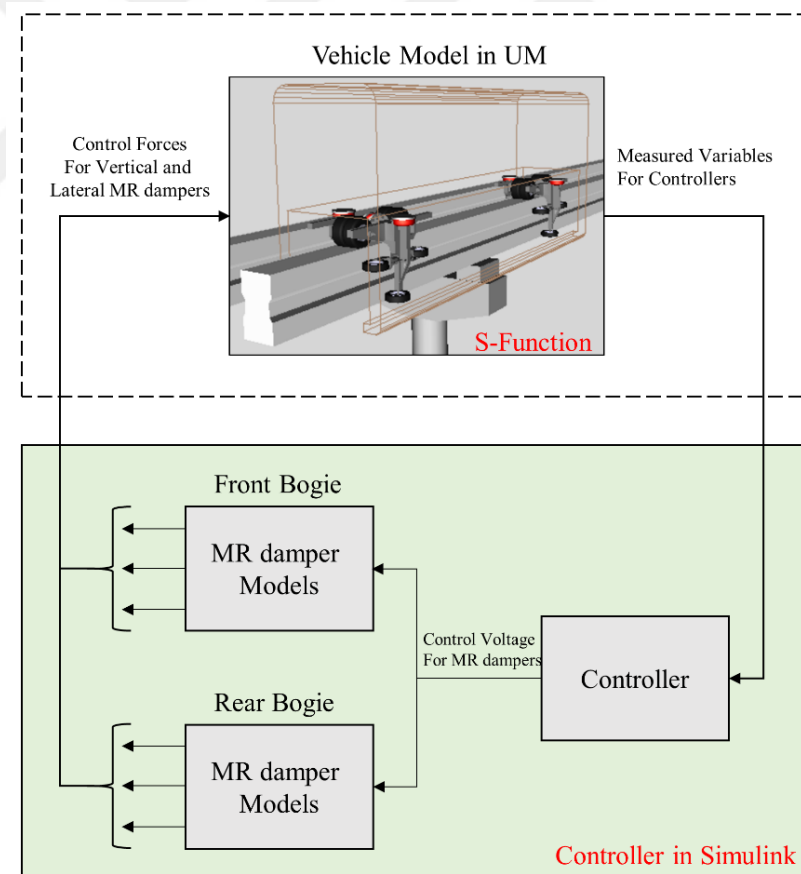 Vehicle Model in UM
Control Forces
For Vertical and
Lateral MR dampers
Measured Variables
For Controllers
S-Function
Front Bogie
MR damper
Models
Control Voltage
For MR dampers
Controller
Rear Bogie
MR damper
Models
Controller in Simulink